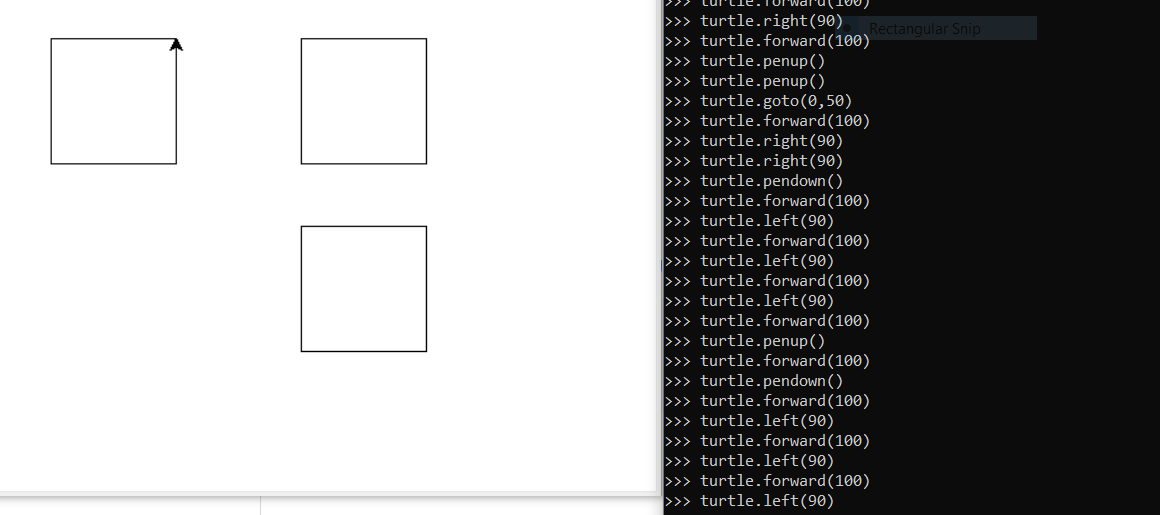 >>> turtle.forward(100)
>>> turtle.right(90)
Rectangular Snip
>>> turtle.forward(100)
>>> turtle.penup()
>>> turtle.penup()
>>> turtle.goto(0,50)
>>> turtle.forward(100)
>>> turtle.right(90)
>>> turtle.right(90)
>>> turtle.pendown()
>>> turtle.forward(100)
>>> turtle.left(90)
>>> turtle.forward(100)
>>> turtle.left(90)
>>> turtle.forward(100)
>>> turtle.left(90)
>>> turtle.forward(100)
>>> turtle.penup()
>>> turtle.forward(100)
>>> turtle.pendown()
>>> turtle.forward(100)
>>> turtle.left(90)
>>> turtle.forward(100)
>>> turtle.left(90)
>>> turtle.forward(100)
>>> turtle.left(90)